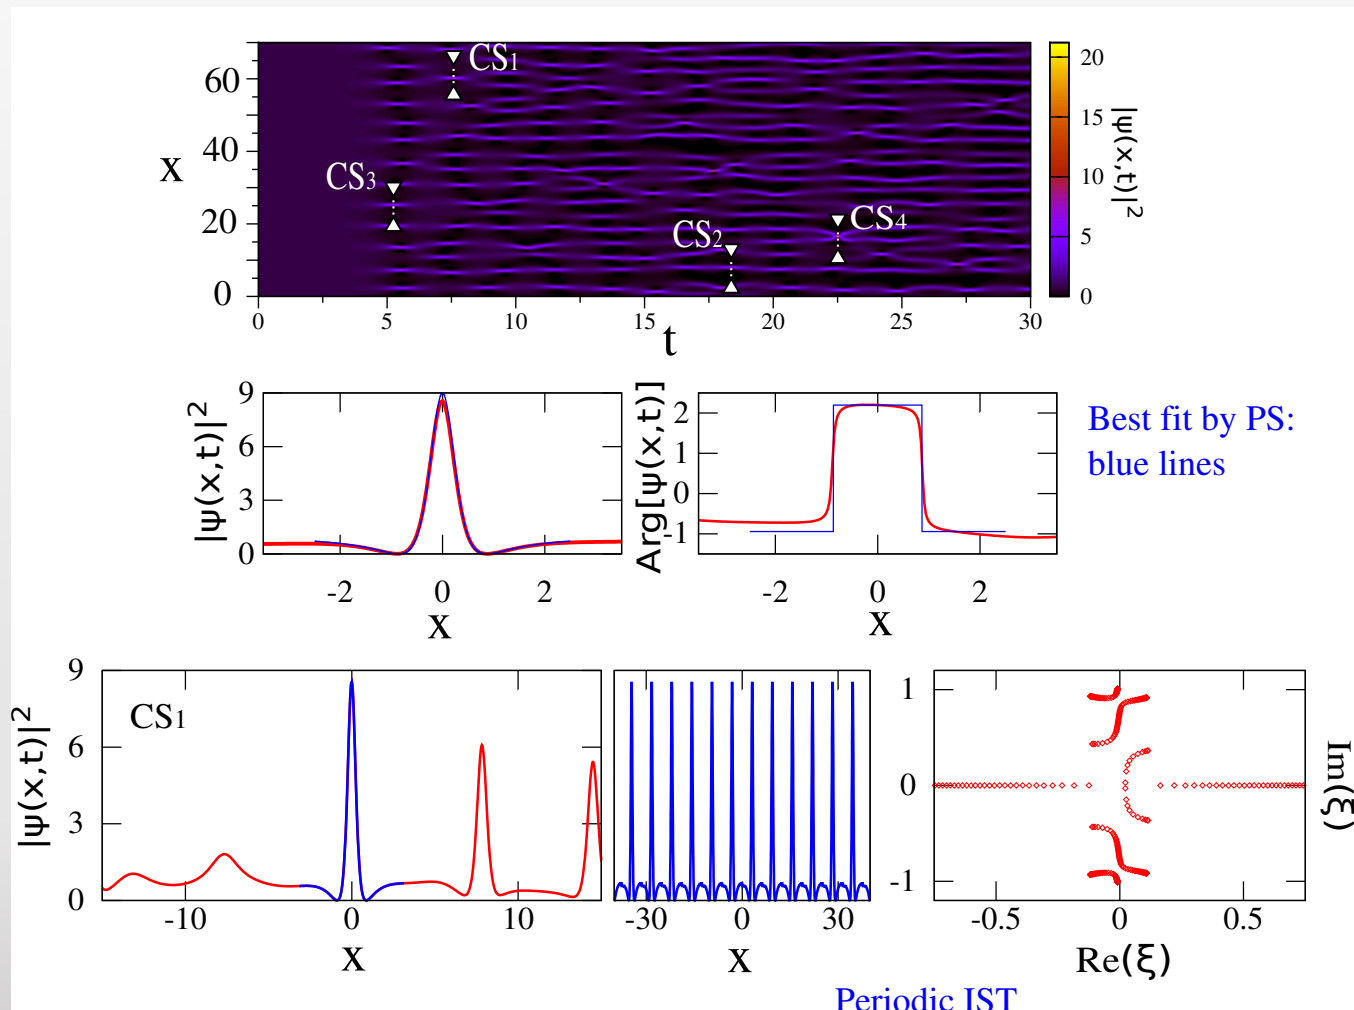 60
40
20
0
x
CS1
CS3
CS2
CS4
0 5 10 15 20 25 30
t
20
15
10
5
0
|ψ(x,t)|²
9
6
3
0
|ψ(x,t)|²
-2 0 2
x
2
1
0
-1
Arg[ψ(x,t)]
-2 0 2
x
Best fit by PS:
blue lines
9
6
3
0
|ψ(x,t)|²
CS1
-10 0 10
x
-30 0 30
x
1
0
-1
Im(ξ)
-0.5 0 0.5
Re(ξ)
Periodic IST